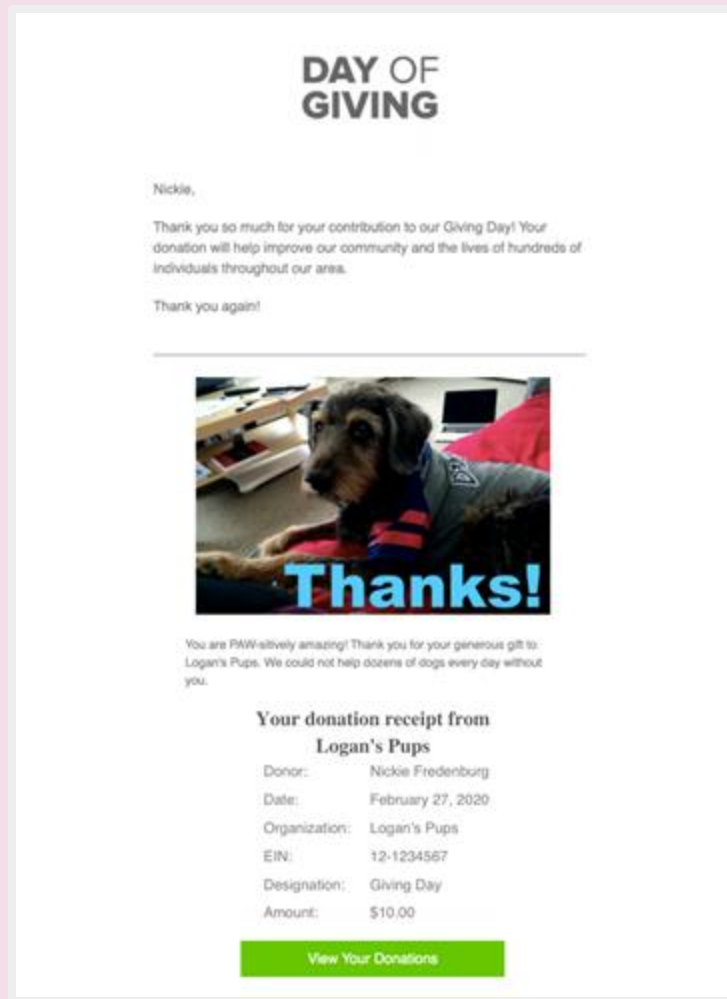 DAY OF
GIVING
Nickie,
Thank you so much for your contribution to our Giving Day! Your
donation will help improve our community and the lives of hundreds of
individuals throughout our area.
Thank you again!
Thanks!
You are PAW-sitively amazing! Thank you for your generous gift to
Logan's Pups. We could not help dozens of dogs every day without
you.
Your donation receipt from
Logan's Pups
Donor: Nickie Fredenburg
Date: February 27, 2020
Organization: Logan's Pups
EIN: 12-1234567
Designation: Giving Day
Amount: $10.00
View Your Donations